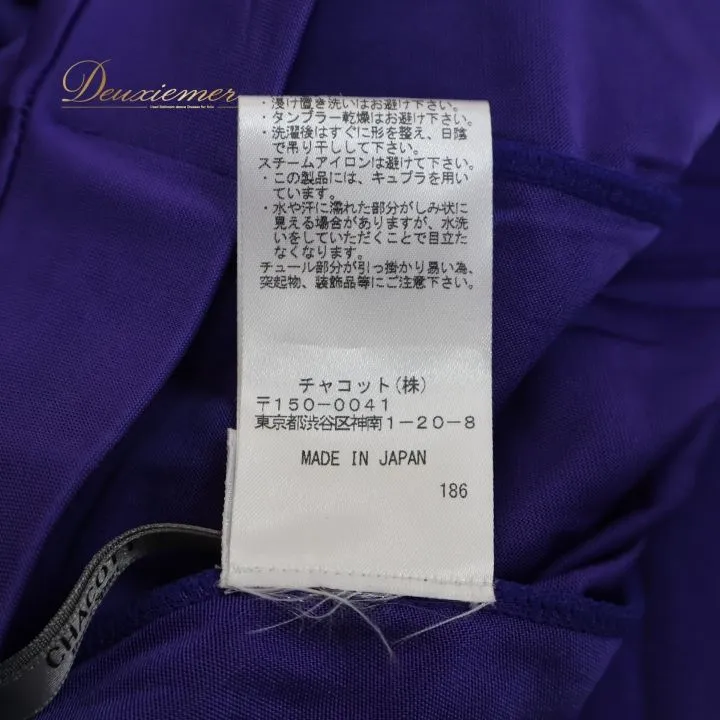 Deuxiemer
・浸け置き洗いはお避け下さい。
・タンブラー乾燥はお避け下さい。
・洗濯後はすぐに形を整え、日陰
で吊り干しして下さい。
スチームアイロンは避けて下さい。
・この製品には、キュプラを用い
ています。
・水や汗に濡れた部分がしみ状に
見える場合がありますが、水洗
いをしていただくことで目立た
なくなります。
チュール部分が引っ掛かり易い為、
突起物、装飾品等にご注意下さい。
チャコット(株)
〒150-0041
東京都渋谷区神南1-20-8
MADE IN JAPAN
186
CHACOTT